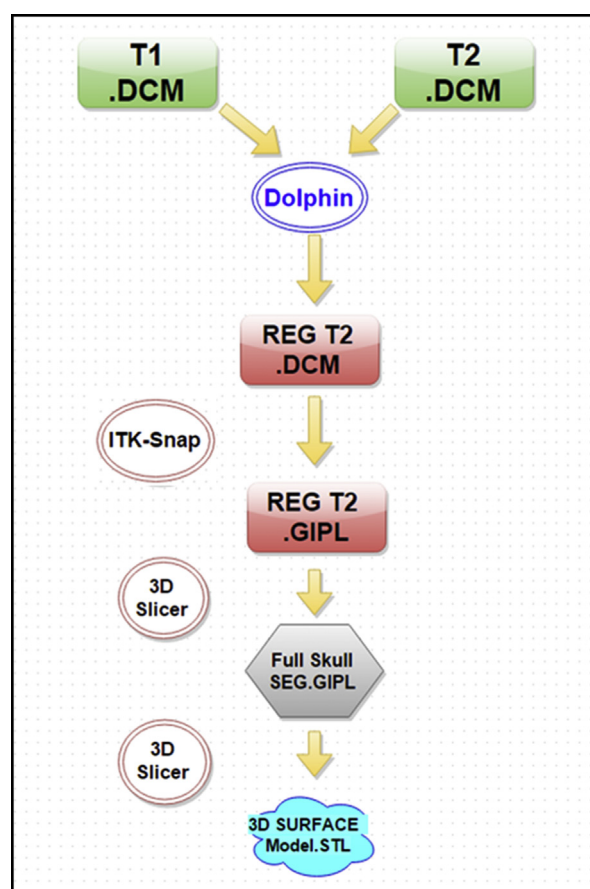 T1
.DCM
T2
.DCM
Dolphin
REG T2
.DCM
ITK-Snap
REG T2
.GIPL
3D
Slicer
Full Skull
SEG.GIPL
3D
Slicer
3D SURFACE
Model.STL